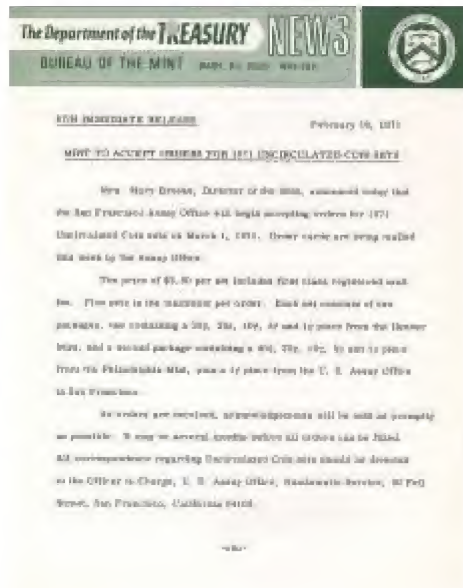 The Department of the TREASURY NEWS
BUREAU OF THE MINT
FOR IMMEDIATE RELEASE
February 1971
MINT TO ACCEPT ORDERS FOR 1971 UNCIRCULATED COIN SETS
Mrs. Mary Brooks, Director of the Mint, announced today that
the San Francisco Assay Office will begin accepting orders for 1971
Uncirculated Coin sets on March 1, 1971. Order cards are being mailed
this week by the Assay Office.
The price of $3.50 per set includes first class registered mail
fee. Five sets is the maximum per order. Each set consists of two
packages, one containing a 50¢, 25¢, 10¢, 5¢ and 1¢ piece from the Denver
Mint, and a second package containing a 50¢, 25¢, 10¢, 5¢ and 1¢ piece
from the Philadelphia Mint, plus a 1¢ piece from the U. S. Assay Office
in San Francisco.
As orders are received, acknowledgements will be sent as promptly
as possible. It may be several months before all orders can be filled.
All correspondence regarding Uncirculated Coin sets should be directed
to the Officer in Charge, U. S. Assay Office, Numismatic Service, 50 Fell
Street, San Francisco, California 94102.